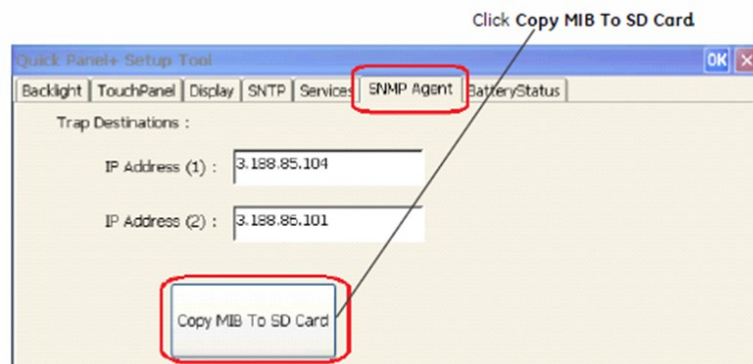 Click Copy MIB To SD Card
Quick Panel+ Setup Tool OK X
Backlight TouchPanel Display SNTP Services SNMP Agent BatteryStatus
Trap Destinations :
IP Address (1) : 3.188.85.104
IP Address (2) : 3.188.86.101
Copy MIB To SD Card